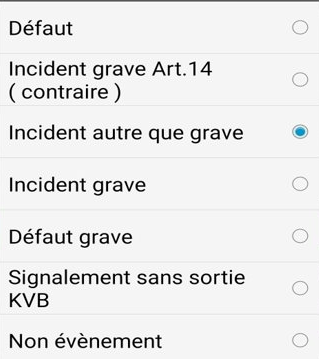 Défaut
Incident grave Art.14
( contraire )
Incident autre que grave
Incident grave
Défaut grave
Signalement sans sortie
KVB
Non évènement